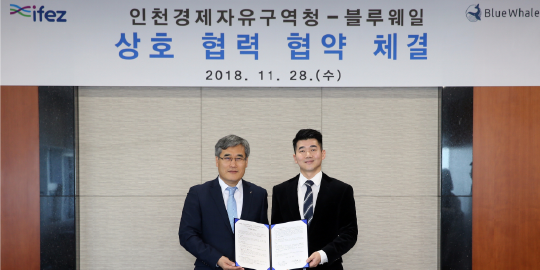 ifez
인천경제자유구역청-블루웨일
BlueWhale
상호 협력 협약 체결
2018. 11. 28.(수)